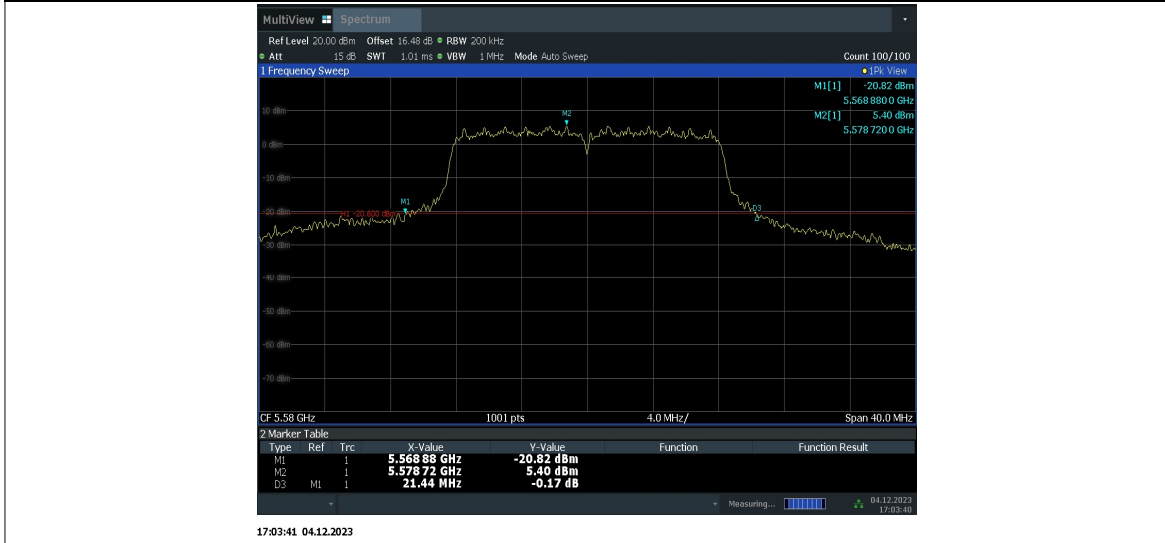 MultiView Spectrum
Ref Level 20.00 dBm Offset 16.48 dB RBW 200 kHz
Att 15 dB SWT 1.01 ms VBW 1 MHz Mode Auto Sweep Count 100/100
1 Frequency Sweep 1Pk View
M1[1] -20.82 dBm
5.568 880 0 GHz
M2[1] 5.40 dBm
5.578 720 0 GHz
10 dBm
M2
0 dBm
-10 dBm
M1
-20 dBm
H1 -20.600 dBm
D3
-30 dBm
-40 dBm
-50 dBm
-60 dBm
-70 dBm
CF 5.58 GHz 1001 pts 4.0 MHz/ Span 40.0 MHz
2 Marker Table
Type Ref Trc X-Value Y-Value Function Function Result
M1 1 5.568 88 GHz -20.82 dBm
M2 1 5.578 72 GHz 5.40 dBm
D3 M1 1 21.44 MHz -0.17 dB
Measuring... 04.12.2023
17:03:40
17:03:41 04.12.2023